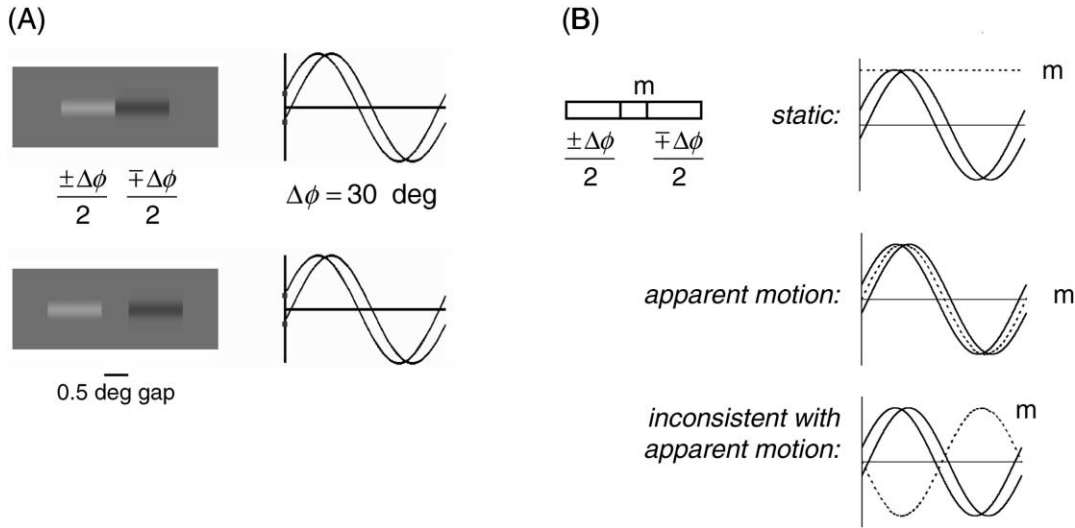 (A)
±Δϕ/2 ∓Δϕ/2
Δϕ = 30 deg
0.5 deg gap
(B)
m
±Δϕ/2 ∓Δϕ/2
static:
m
apparent motion:
m
inconsistent with
apparent motion:
m